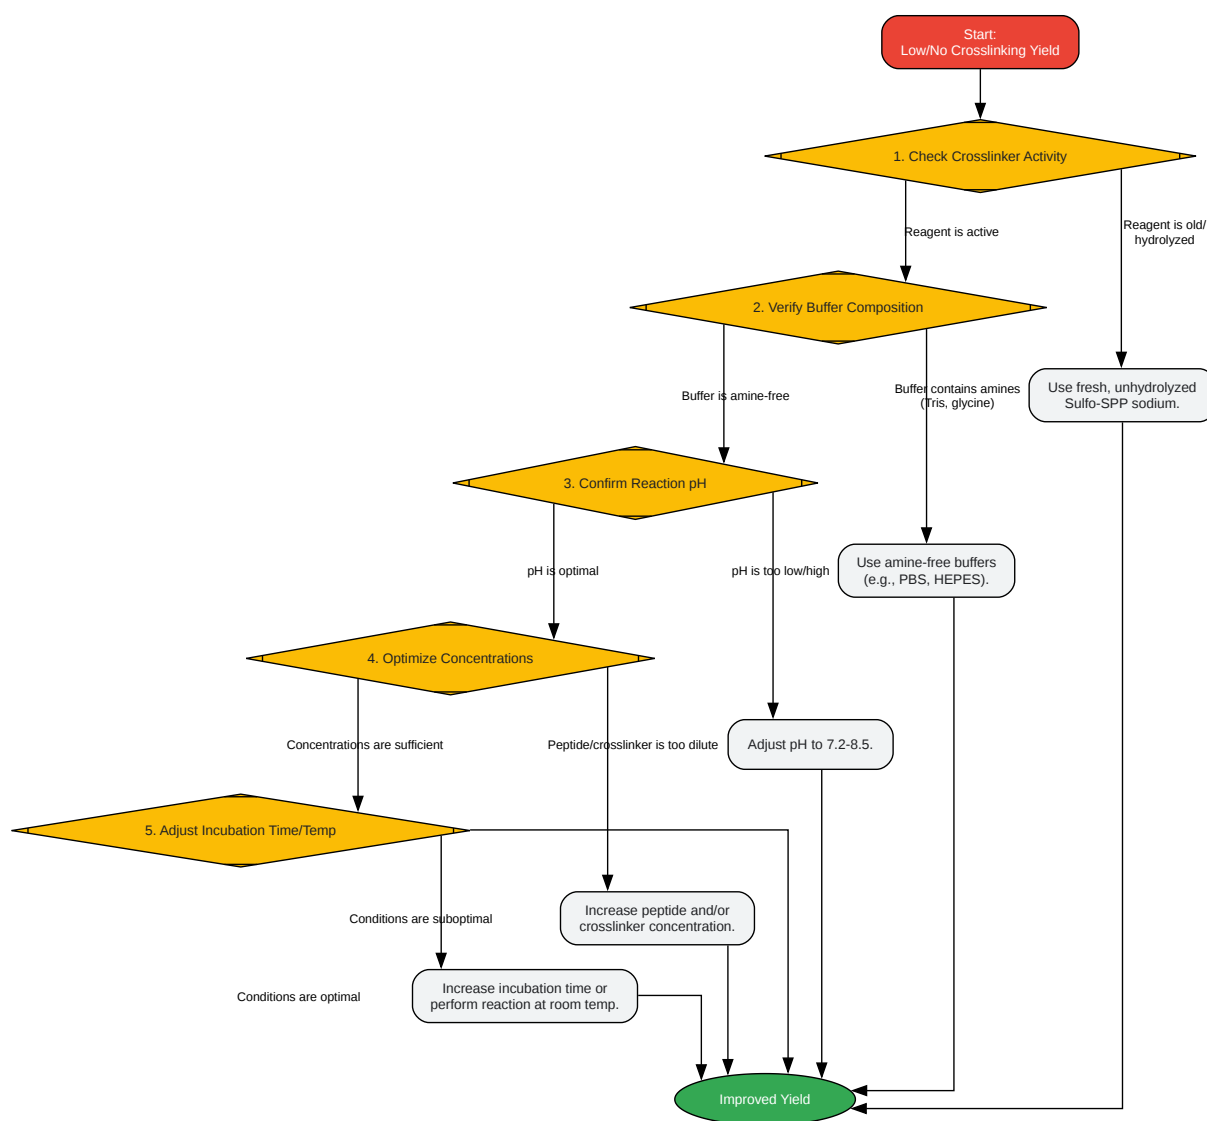 Start:
Low/No Crosslinking Yield
1. Check Crosslinker Activity
Reagent is active
Reagent is old/
hydrolyzed
2. Verify Buffer Composition
Buffer is amine-free
Buffer contains amines
(Tris, glycine)
Use fresh, unhydrolyzed
Sulfo-SPP sodium.
3. Confirm Reaction pH
pH is optimal
pH is too low/high
Use amine-free buffers
(e.g., PBS, HEPES).
4. Optimize Concentrations
Concentrations are sufficient
Peptide/crosslinker is too dilute
Adjust pH to 7.2-8.5.
5. Adjust Incubation Time/Temp
Conditions are suboptimal
Increase peptide and/or
crosslinker concentration.
Conditions are optimal
Increase incubation time or
perform reaction at room temp.
Improved Yield